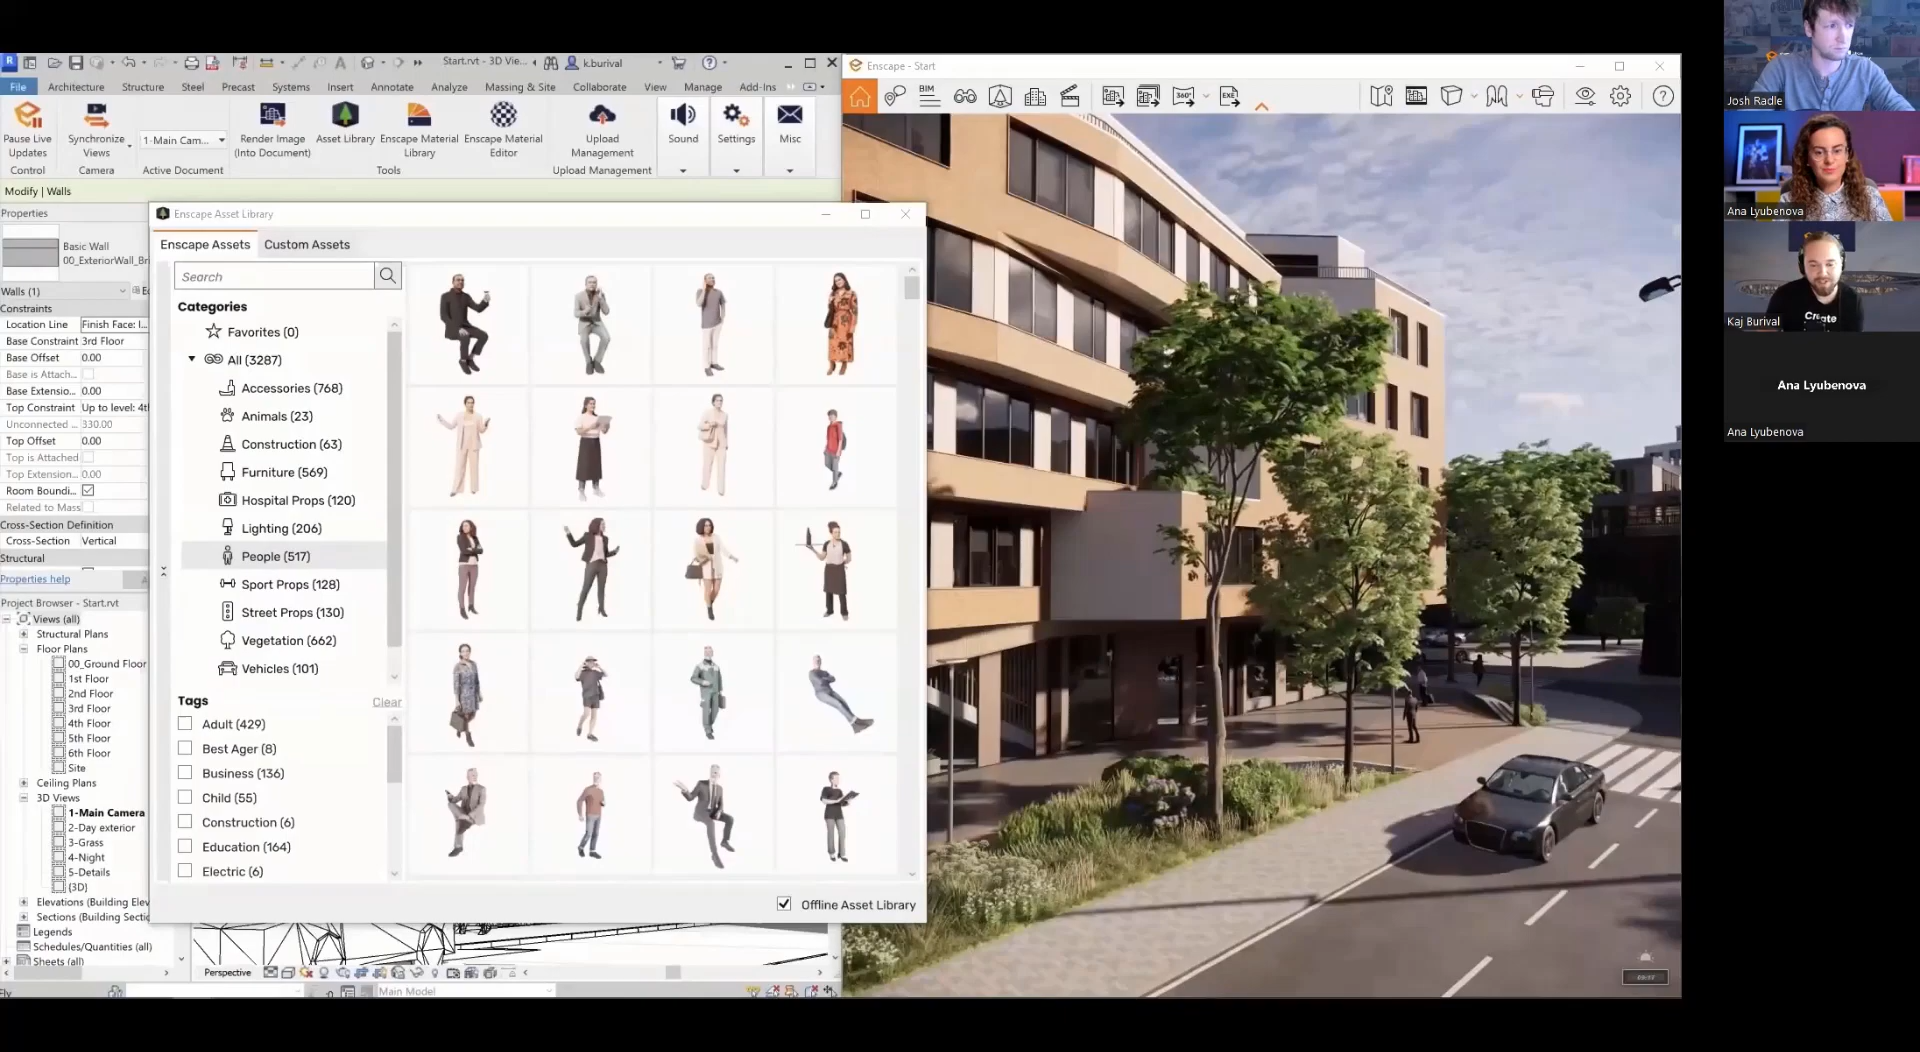 Start.rvt - 3D Vie...
k.burival
File
Architecture
Structure
Steel
Precast
Systems
Insert
Annotate
Analyze
Massing & Site
Collaborate
View
Manage
Add-Ins
Pause Live
Updates
Control
Synchronize
Views
Camera
1-Main Cam...
Active Document
Render Image
(Into Document)
Asset Library
Enscape Material
Library
Enscape Material
Editor
Tools
Upload
Management
Upload Management
Sound
Settings
Misc
Modify | Walls
Properties
Basic Wall
00_ExteriorWall_Bri
Walls (1)
Constraints
Location Line
Finish Face: I...
Base Constraint
3rd Floor
Base Offset
0.00
Base is Attach...
Base Extensio...
0.00
Top Constraint
Up to level: 4t
Unconnected ...
330.00
Top Offset
0.00
Top is Attached
Top Extension...
0.00
Room Boundi...
Related to Mass
Cross-Section Definition
Cross-Section
Vertical
Structural
Properties help
Project Browser - Start.rvt
Views (all)
Structural Plans
Floor Plans
00_Ground Floor
1st Floor
2nd Floor
3rd Floor
4th Floor
5th Floor
6th Floor
Site
Ceiling Plans
3D Views
1-Main Camera
2-Day exterior
3-Grass
4-Night
5-Details
{3D}
Elevations (Building Elev
Sections (Building Sectio
Legends
Schedules/Quantities (all)
Sheets (all)
Enscape Asset Library
Enscape Assets
Custom Assets
Search
Categories
Favorites (0)
All (3287)
Accessories (768)
Animals (23)
Construction (63)
Furniture (569)
Hospital Props (120)
Lighting (206)
People (517)
Sport Props (128)
Street Props (130)
Vegetation (662)
Vehicles (101)
Tags
Clear
Adult (429)
Best Ager (8)
Business (136)
Child (55)
Construction (6)
Education (164)
Electric (6)
Offline Asset Library
Perspective
Main Model
Enscape - Start
BIM
360°
EXE
Josh Radle
Ana Lyubenova
Create
Kaj Burival
Ana Lyubenova
Ana Lyubenova